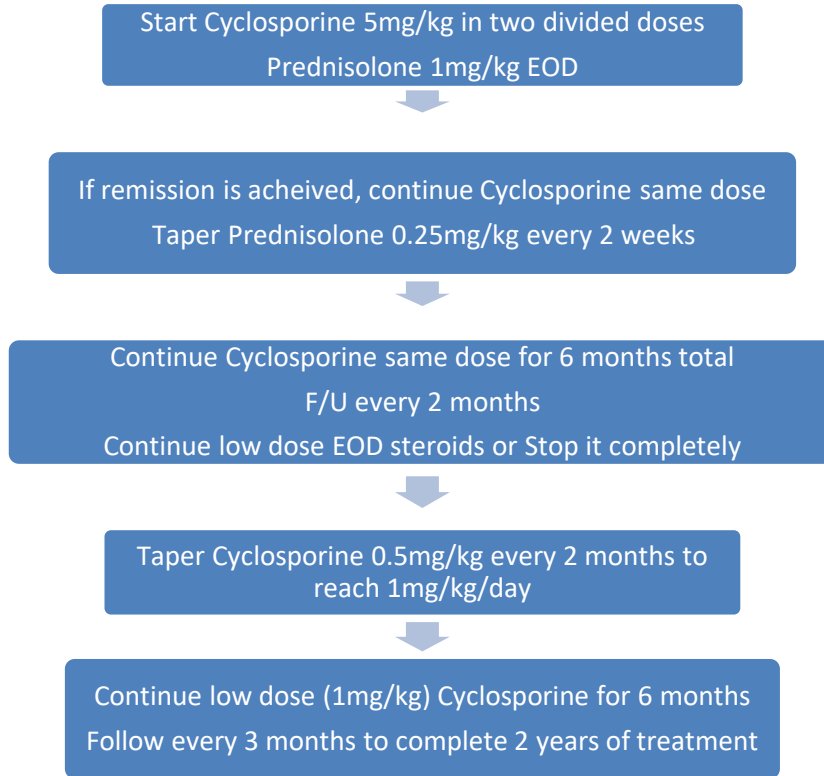 Start Cyclosporine 5mg/kg in two divided doses
Prednisolone 1mg/kg EOD
If remission is acheived, continue Cyclosporine same dose
Taper Prednisolone 0.25mg/kg every 2 weeks
Continue Cyclosporine same dose for 6 months total
F/U every 2 months
Continue low dose EOD steroids or Stop it completely
Taper Cyclosporine 0.5mg/kg every 2 months to
reach 1mg/kg/day
Continue low dose (1mg/kg) Cyclosporine for 6 months
Follow every 3 months to complete 2 years of treatment